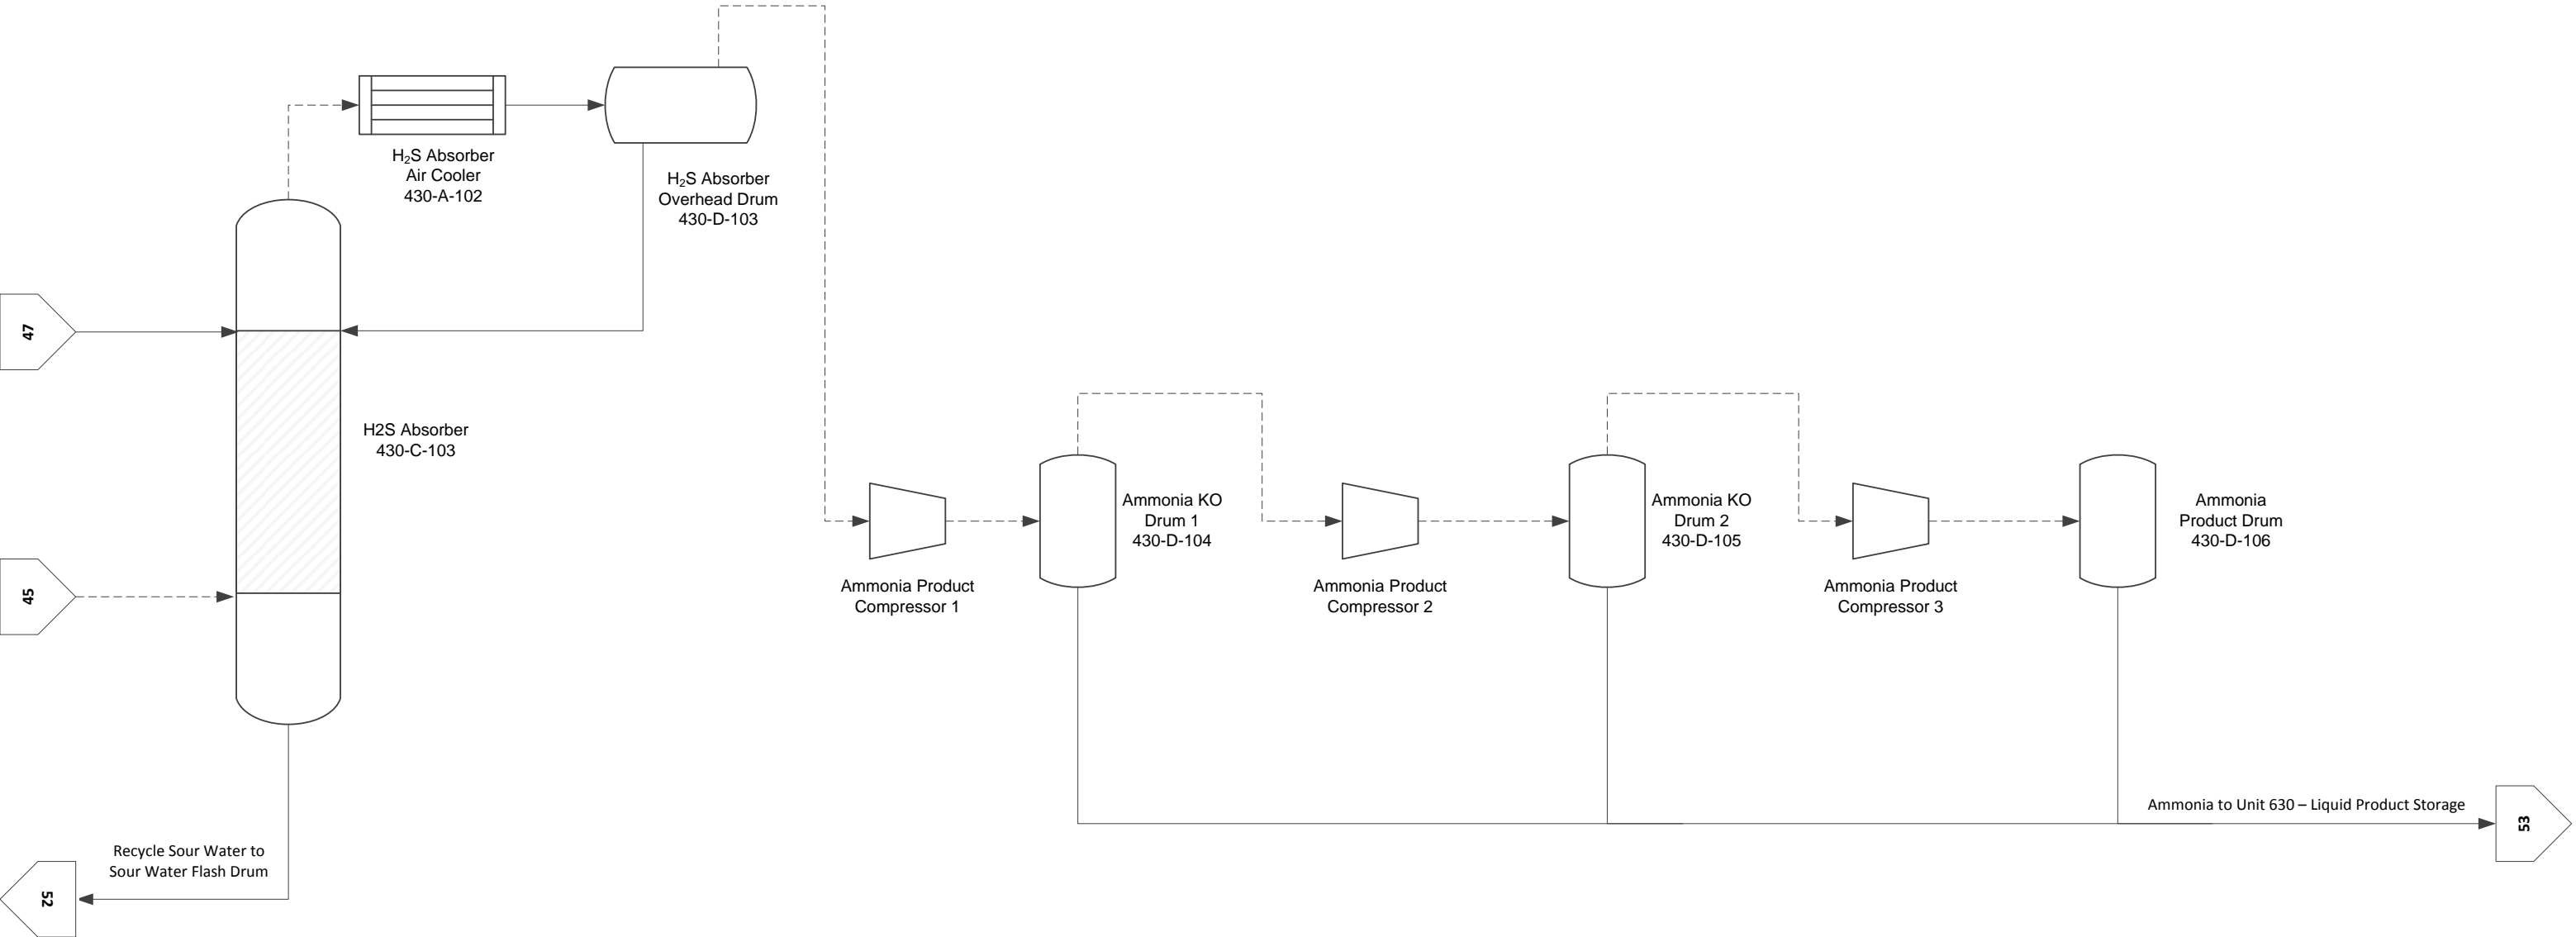 H₂S Absorber
Air Cooler
430-A-102
H₂S Absorber
Overhead Drum
430-D-103
47
H2S Absorber
430-C-103
45
Ammonia KO
Drum 1
430-D-104
Ammonia KO
Drum 2
430-D-105
Ammonia
Product Drum
430-D-106
Ammonia Product
Compressor 1
Ammonia Product
Compressor 2
Ammonia Product
Compressor 3
Ammonia to Unit 630 – Liquid Product Storage
53
Recycle Sour Water to
Sour Water Flash Drum
52